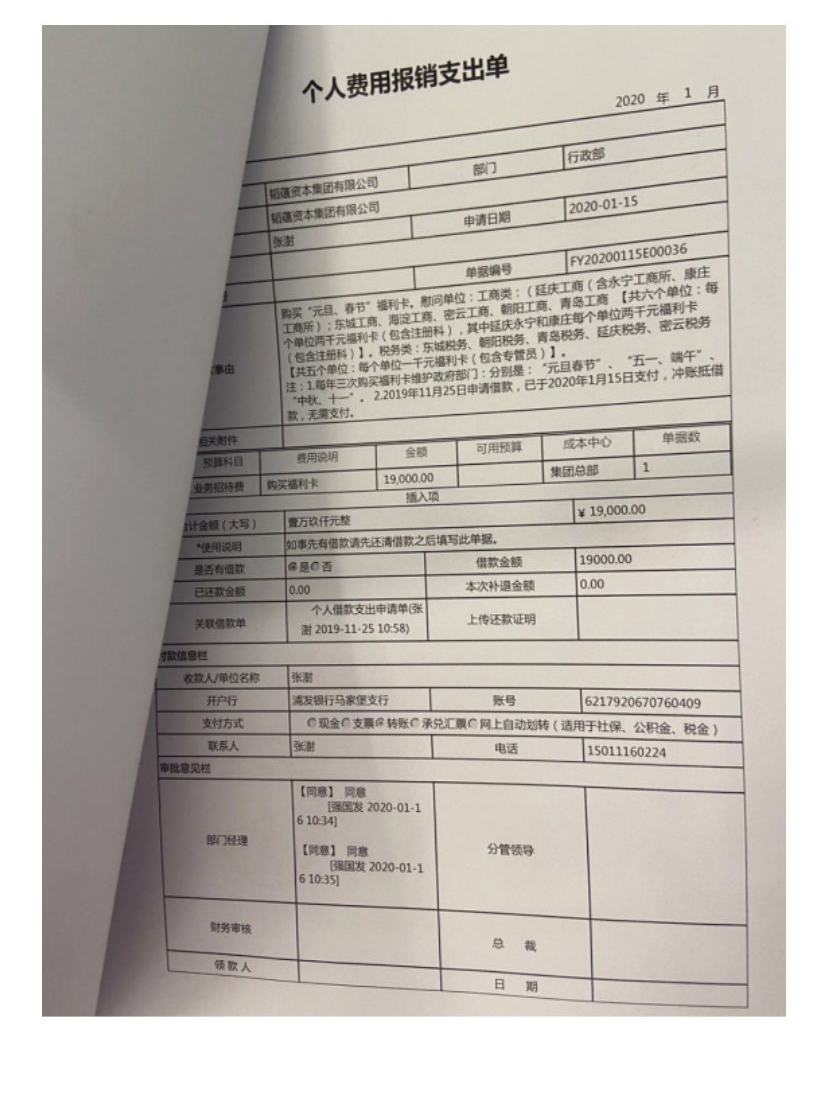 个人费用报销支出单
2020 年 1 月
韬蕴资本集团有限公司 部门 行政部
韬蕴资本集团有限公司
张澍 申请日期 2020-01-15
单据编号 FY20200115E00036
事由
购买“元旦、春节”福利卡。慰问单位：工商类：（延庆工商（含永宁工商所、康庄
工商所）；东城工商、海淀工商、密云工商、朝阳工商、青岛工商 【共六个单位：每
个单位两千元福利卡（包含注册科），其中延庆永宁和康庄每个单位两千元福利卡
（包含注册科）】。税务类：东城税务、朝阳税务、青岛税务、延庆税务、密云税务
【共五个单位：每个单位一千元福利卡（包含专管员）】。
注：1.每年三次购买福利卡维护政府部门：分别是：“元旦春节”、“五一、端午”、
“中秋、十一”。 2.2019年11月25日申请借款，已于2020年1月15日支付，冲账抵借
款，无需支付。
相关附件
预算科目 费用说明 金额 可用预算 成本中心 单据数
业务招待费 购买福利卡 19,000.00 集团总部 1
插入项
计金额（大写） 壹万玖仟元整 ¥ 19,000.00
*使用说明 如事先有借款请先还清借款之后填写此单据。
是否有借款 是 否 借款金额 19000.00
已还款金额 0.00 本次补退金额 0.00
关联借款单 个人借款支出申请单(张
澍 2019-11-25 10:58) 上传还款证明
付款信息栏
收款人/单位名称 张澍
开户行 浦发银行马家堡支行 账号 6217920670760409
支付方式 现金 支票 转账 承兑汇票 网上自动划转（适用于社保、公积金、税金）
联系人 张澍 电话 15011160224
审批意见栏
【同意】 同意
[强国发 2020-01-1
6 10:34]
部门经理 分管领导
【同意】 同意
[强国发 2020-01-1
6 10:35]
财务审核 总 裁
领 款 人 日 期